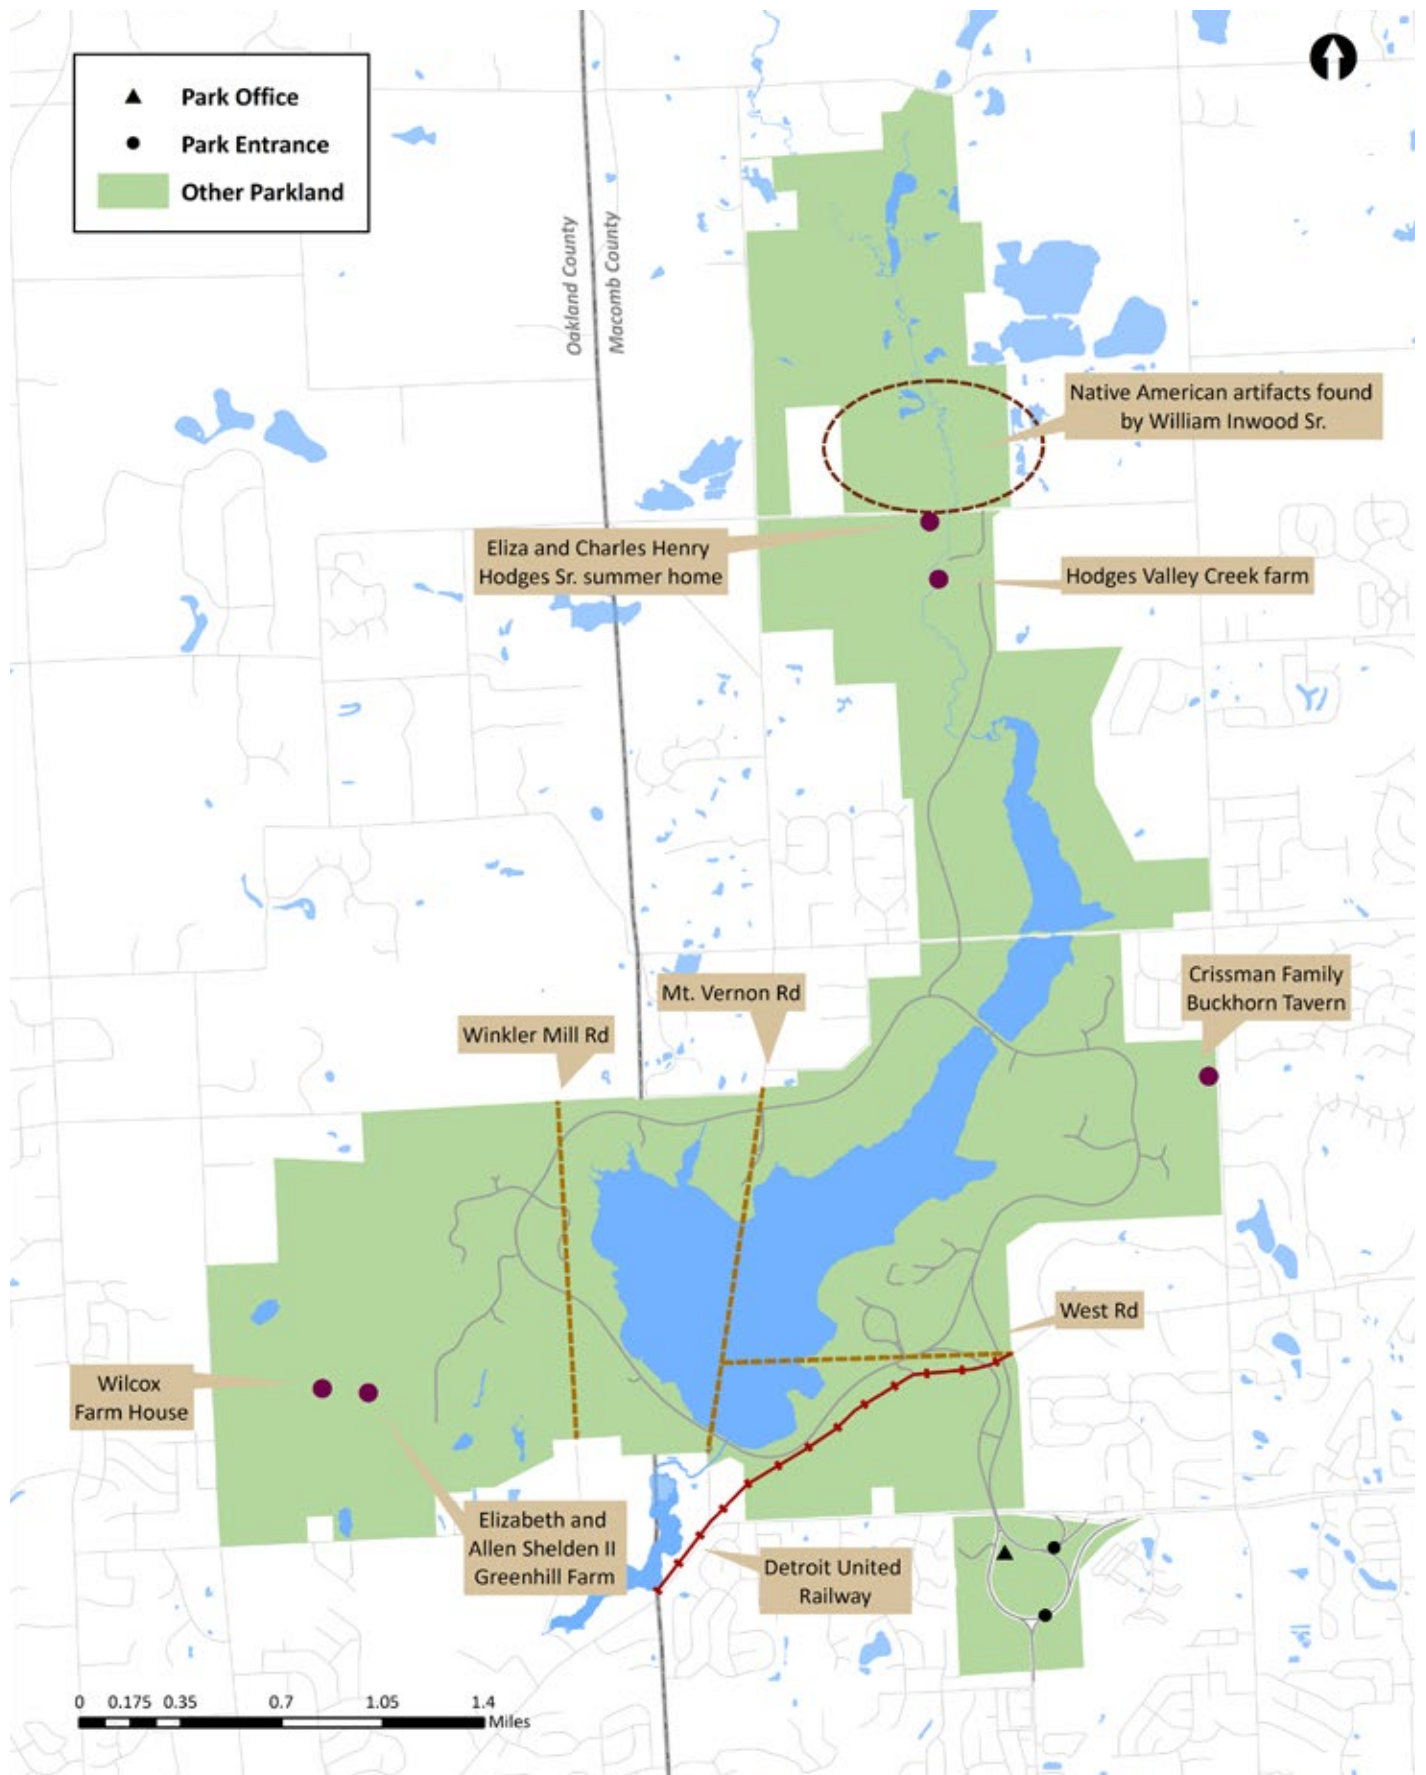 Park Office
Park Entrance
Other Parkland
Oakland County
Macomb County
Native American artifacts found
by William Inwood Sr.
Eliza and Charles Henry
Hodges Sr. summer home
Hodges Valley Creek farm
Crissman Family
Buckhorn Tavern
Mt. Vernon Rd
Winkler Mill Rd
West Rd
Wilcox
Farm House
Elizabeth and
Allen Shelden II
Greenhill Farm
Detroit United
Railway
0 0.175 0.35 0.7 1.05 1.4
Miles